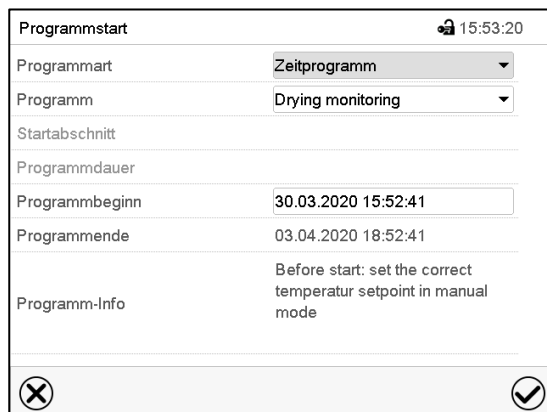 Programmstart 15:53:20
Programmart Zeitprogramm
Programm Drying monitoring
Startabschnitt
Programmdauer
Programmbeginn 30.03.2020 15:52:41
Programmende 03.04.2020 18:52:41
Programm-Info Before start: set the correct
temperatur setpoint in manual
mode